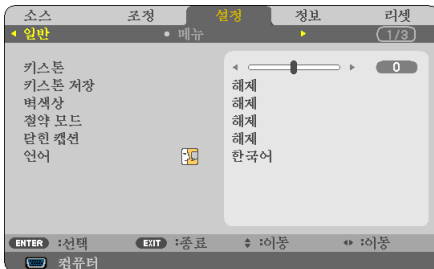 소스 조정 설정 정보 리셋
일반 메뉴 (1/3)
키스톤 0
키스톤 저장 해제
벽색상 해제
절약 모드 해제
닫힌 캡션 해제
언어 한국어
ENTER :선택 EXIT :종료 :이동 :이동
컴퓨터